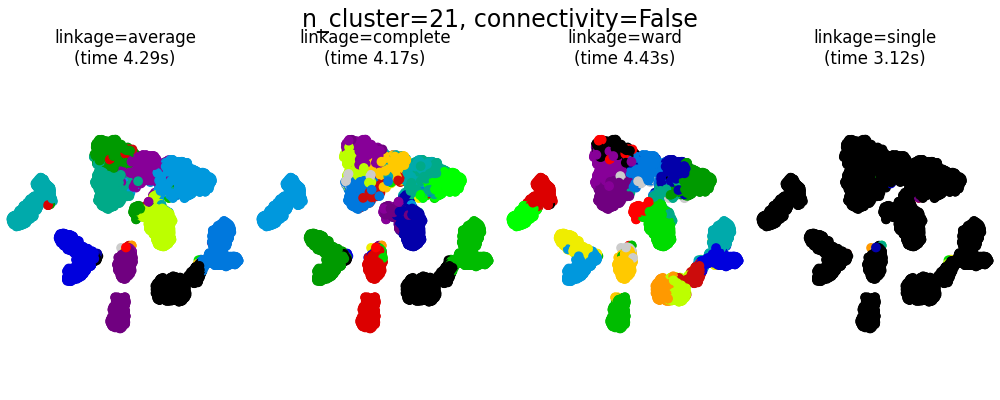 n_cluster=21, connectivity=False
linkage=average
(time 4.29s)
linkage=complete
(time 4.17s)
linkage=ward
(time 4.43s)
linkage=single
(time 3.12s)